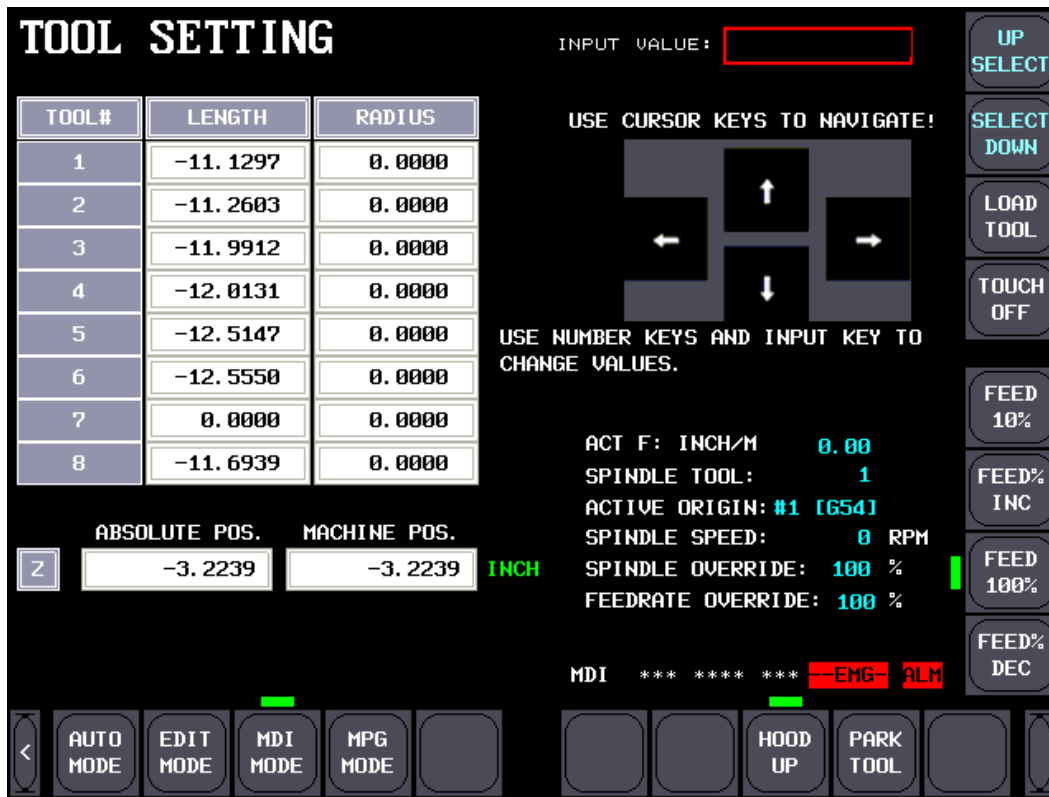 TOOL SETTING
INPUT VALUE:
UP SELECT
TOOL# LENGTH RADIUS
1 -11.1297 0.0000
2 -11.2603 0.0000
3 -11.9912 0.0000
4 -12.0131 0.0000
5 -12.5147 0.0000
6 -12.5550 0.0000
7 0.0000 0.0000
8 -11.6939 0.0000
USE CURSOR KEYS TO NAVIGATE!
USE NUMBER KEYS AND INPUT KEY TO
CHANGE VALUES.
SELECT DOWN
LOAD TOOL
TOUCH OFF
ABSOLUTE POS. MACHINE POS.
Z -3.2239 -3.2239 INCH
ACT F: INCH/M 0.00
SPINDLE TOOL: 1
ACTIVE ORIGIN: #1 [G54]
SPINDLE SPEED: 0 RPM
SPINDLE OVERRIDE: 100 %
FEEDRATE OVERRIDE: 100 %
FEED 10%
FEED% INC
FEED 100%
FEED% DEC
MDI *** **** *** --EMG- ALM
<
AUTO MODE
EDIT MODE
MDI MODE
MPG MODE
HOOD UP
PARK TOOL